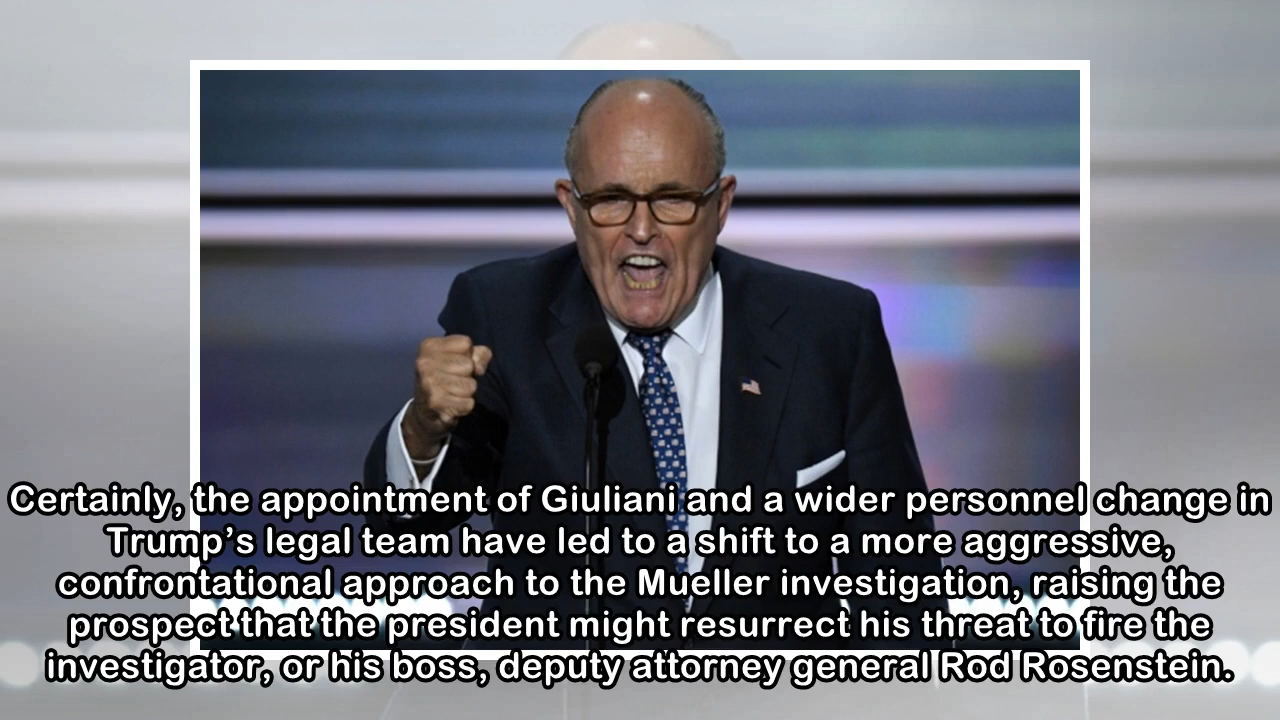 Certainly, the appointment of Giuliani and a wider personnel change in
Trump’s legal team have led to a shift to a more aggressive,
confrontational approach to the Mueller investigation, raising the
prospect that the president might resurrect his threat to fire the
investigator, or his boss, deputy attorney general Rod Rosenstein.